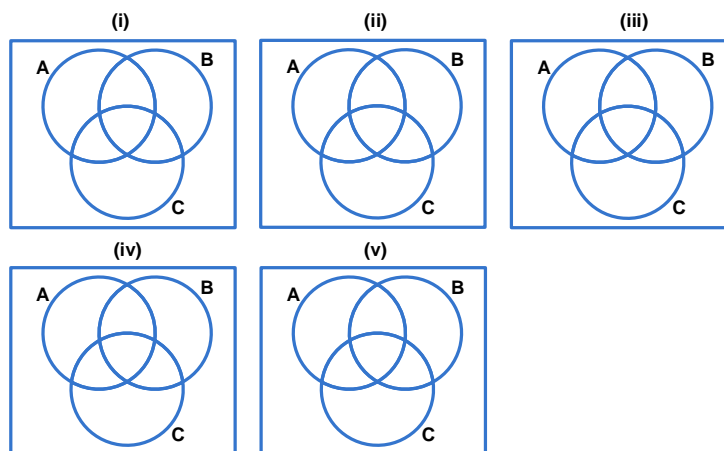 (i) (ii) (iii)
A B A B A B
C C C
(iv) (v)
A B A B
C C